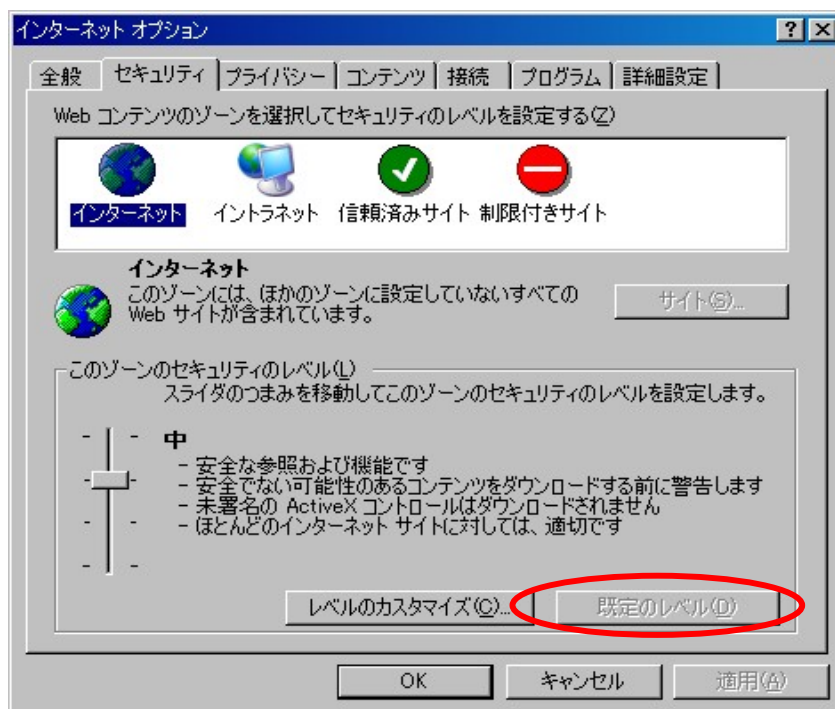 インターネット オプション
全般 セキュリティ プライバシー コンテンツ 接続 プログラム 詳細設定
Web コンテンツのゾーンを選択してセキュリティのレベルを設定する(Z)
インターネット イントラネット 信頼済みサイト 制限付きサイト
インターネット
このゾーンには、ほかのゾーンに設定していないすべての
Web サイトが含まれています。
サイト(S)...
このゾーンのセキュリティのレベル(L)
スライダのつまみを移動してこのゾーンのセキュリティのレベルを設定します。
中
- 安全な参照および機能です
- 安全でない可能性のあるコンテンツをダウンロードする前に警告します
- 未署名の ActiveX コントロールはダウンロードされません
- ほとんどのインターネット サイトに対しては、適切です
レベルのカスタマイズ(C)... 既定のレベル(D)
OK キャンセル 適用(A)